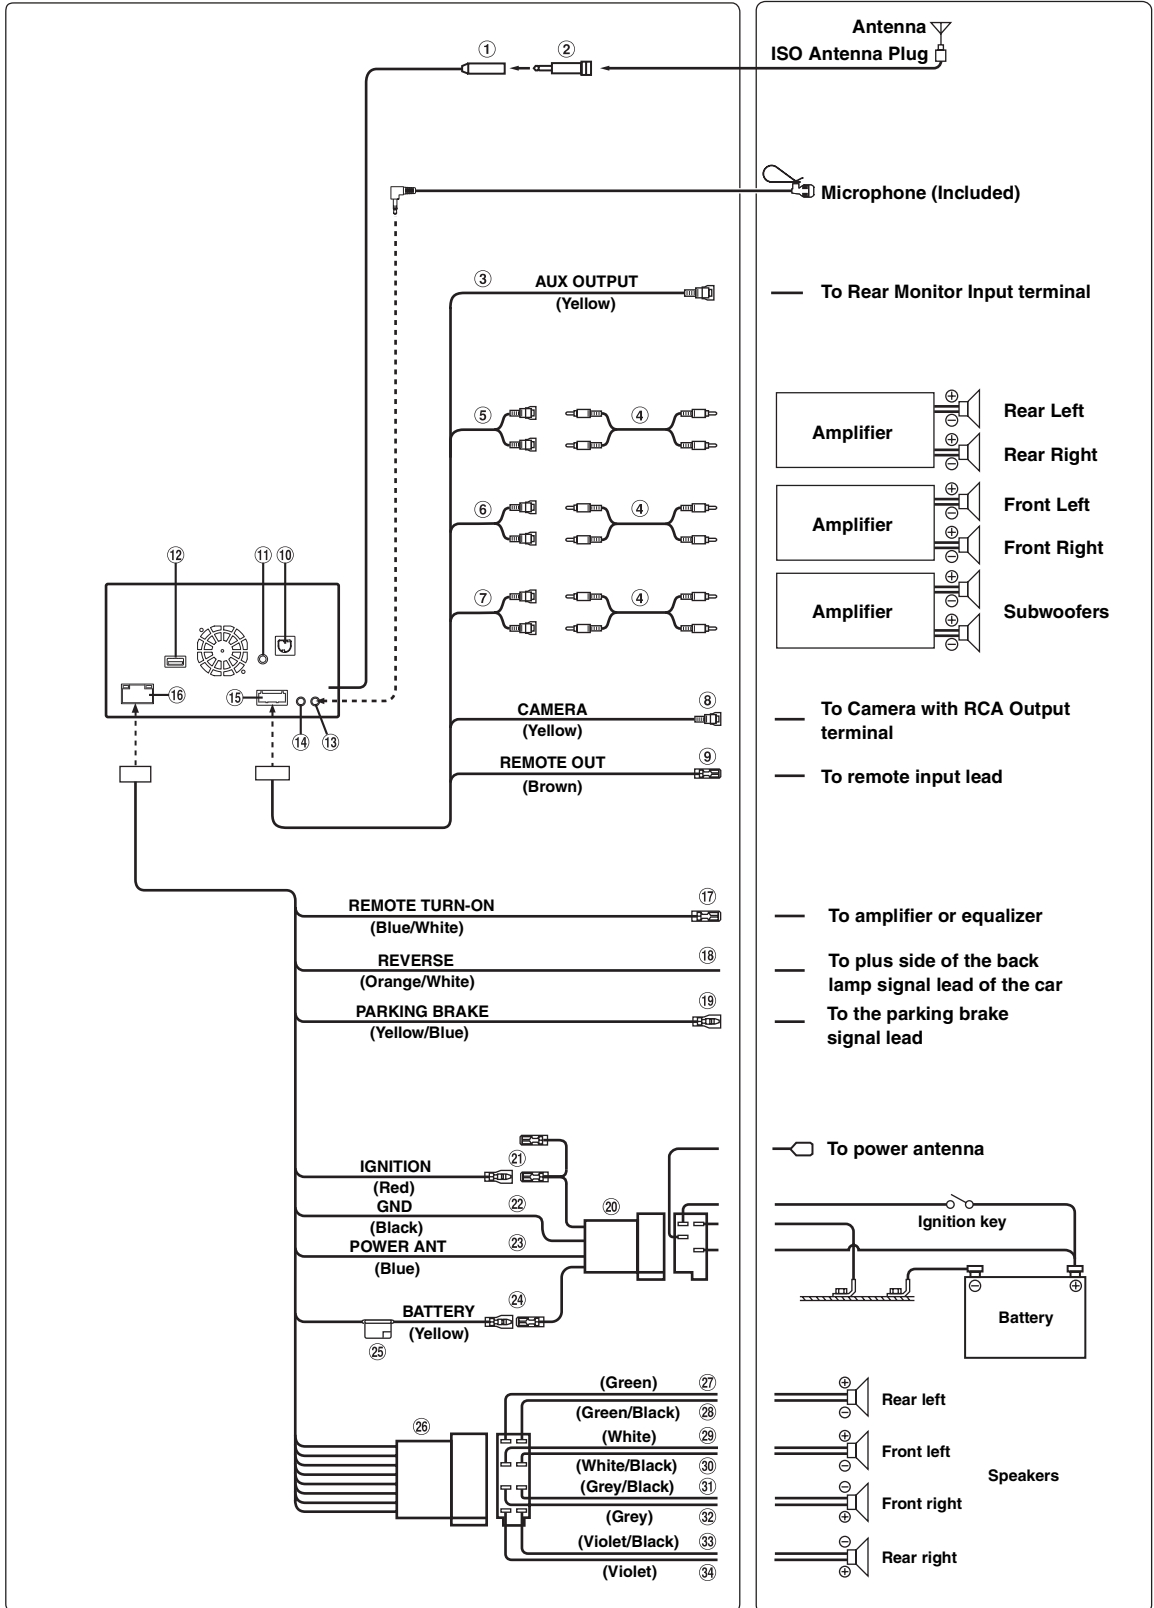 Antenna
ISO Antenna Plug
① ②
Microphone (Included)
③ AUX OUTPUT
(Yellow)
To Rear Monitor Input terminal
⑤ ④
Amplifier
⊕
⊖
⊕
⊖
Rear Left
Rear Right
⑥ ④
Amplifier
⊕
⊖
⊕
⊖
Front Left
Front Right
⑦ ④
Amplifier
⊕
⊖
⊕
⊖
Subwoofers
⑫ ⑪ ⑩
⑯ ⑮
⑭ ⑬
CAMERA
(Yellow)
⑧
To Camera with RCA Output
terminal
REMOTE OUT
(Brown)
⑨
To remote input lead
REMOTE TURN-ON
(Blue/White)
⑰
To amplifier or equalizer
REVERSE
(Orange/White)
⑱
To plus side of the back
lamp signal lead of the car
PARKING BRAKE
(Yellow/Blue)
⑲
To the parking brake
signal lead
To power antenna
IGNITION
(Red)
㉑
GND
(Black)
㉒
⑳
POWER ANT
(Blue)
㉓
Ignition key
BATTERY
(Yellow)
㉔
㉕
⊖ ⊕
Battery
㉖
(Green) ㉗
(Green/Black) ㉘
⊕
⊖
Rear left
(White) ㉙
(White/Black) ㉚
⊕
⊖
Front left
Speakers
(Grey/Black) ㉛
(Grey) ㉜
⊖
⊕
Front right
(Violet/Black) ㉝
(Violet) ㉞
⊖
⊕
Rear right